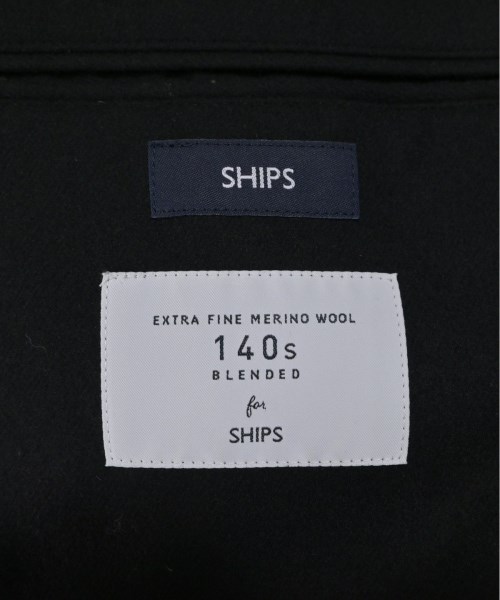 SHIPS
EXTRA FINE MERINO WOOL
140s
BLENDED
for
SHIPS